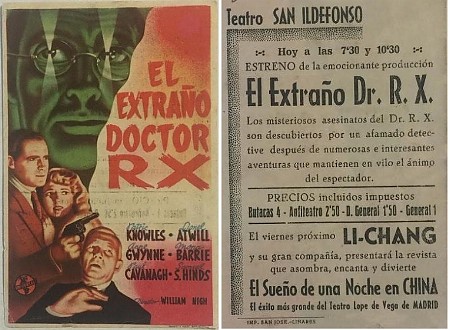 EL
EXTRAÑO
DOCTOR
RX
KNOWLES · ATWILL
GWYNNE · BARRIE
CAVANAGH · S. HINDS
Director WILLIAM NIGH
Teatro SAN ILDEFONSO
Hoy a las 7'30 y 10'30
ESTRENO de la emocionante producción
El Extraño Dr. R. X.
Los misteriosos asesinatos del Dr. R. X.
son descubiertos por un afamado detec-
tive después de numerosas e interesantes
aventuras que mantienen en vilo el ánimo
del espectador.
PRECIOS incluidos impuestos
Butacas 4 - Anfiteatro 2'50 - D. General 1'50 - General 1
El viernes próximo LI-CHANG
y su gran compañía, presentará la revista
que asombra, encanta y divierte
El Sueño de una Noche en CHINA
El éxito más grande del Teatro Lope de Vega de MADRID
IMP. SAN JOSE.-LINARES